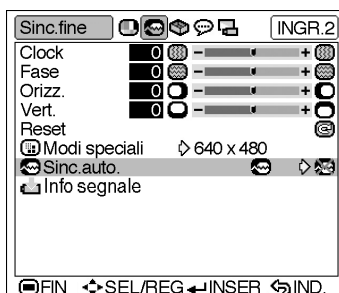 Sinc.fine INGR.2
Clock 0 - +
Fase 0 - +
Orizz. 0 - +
Vert. 0 - +
Reset
Modi speciali 640 x 480
Sinc.auto.
Info segnale
FIN SEL/REG INSER IND.